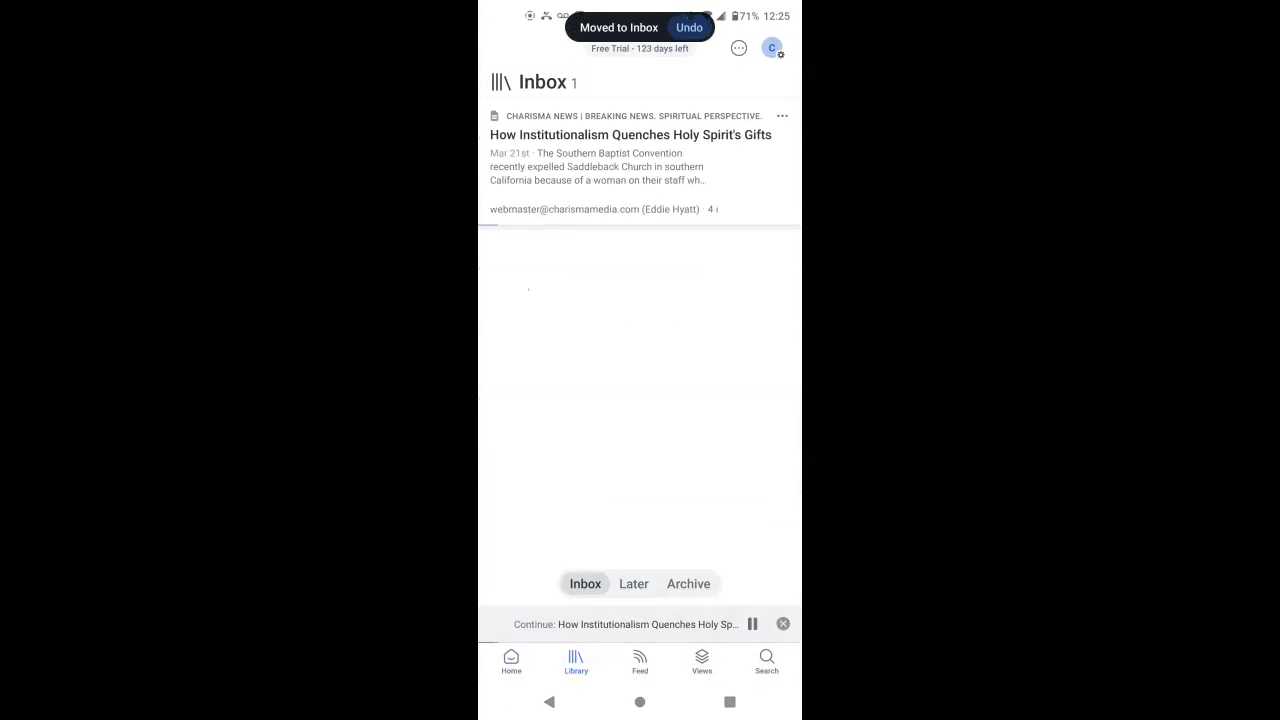 71% 12:25
Moved to Inbox Undo
Free Trial - 123 days left
C
Inbox 1
CHARISMA NEWS | BREAKING NEWS. SPIRITUAL PERSPECTIVE.
How Institutionalism Quenches Holy Spirit's Gifts
Mar 21st · The Southern Baptist Convention
recently expelled Saddleback Church in southern
California because of a woman on their staff wh...
webmaster@charismamedia.com (Eddie Hyatt) · 4
Inbox Later Archive
Continue: How Institutionalism Quenches Holy Sp...
Home Library Feed Views Search